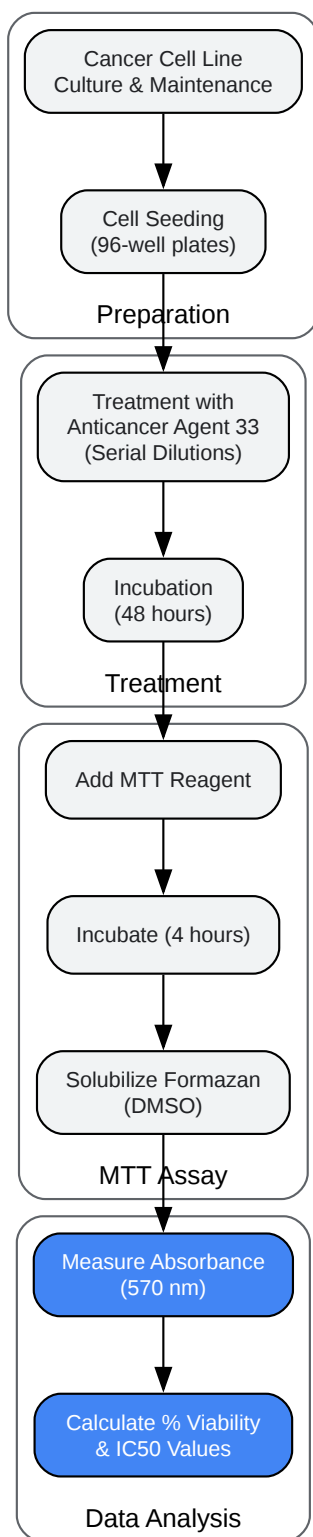 Cancer Cell Line
Culture & Maintenance
Cell Seeding
(96-well plates)
Preparation
Treatment with
Anticancer Agent 33
(Serial Dilutions)
Incubation
(48 hours)
Treatment
Add MTT Reagent
Incubate (4 hours)
Solubilize Formazan
(DMSO)
MTT Assay
Measure Absorbance
(570 nm)
Calculate % Viability
& IC50 Values
Data Analysis